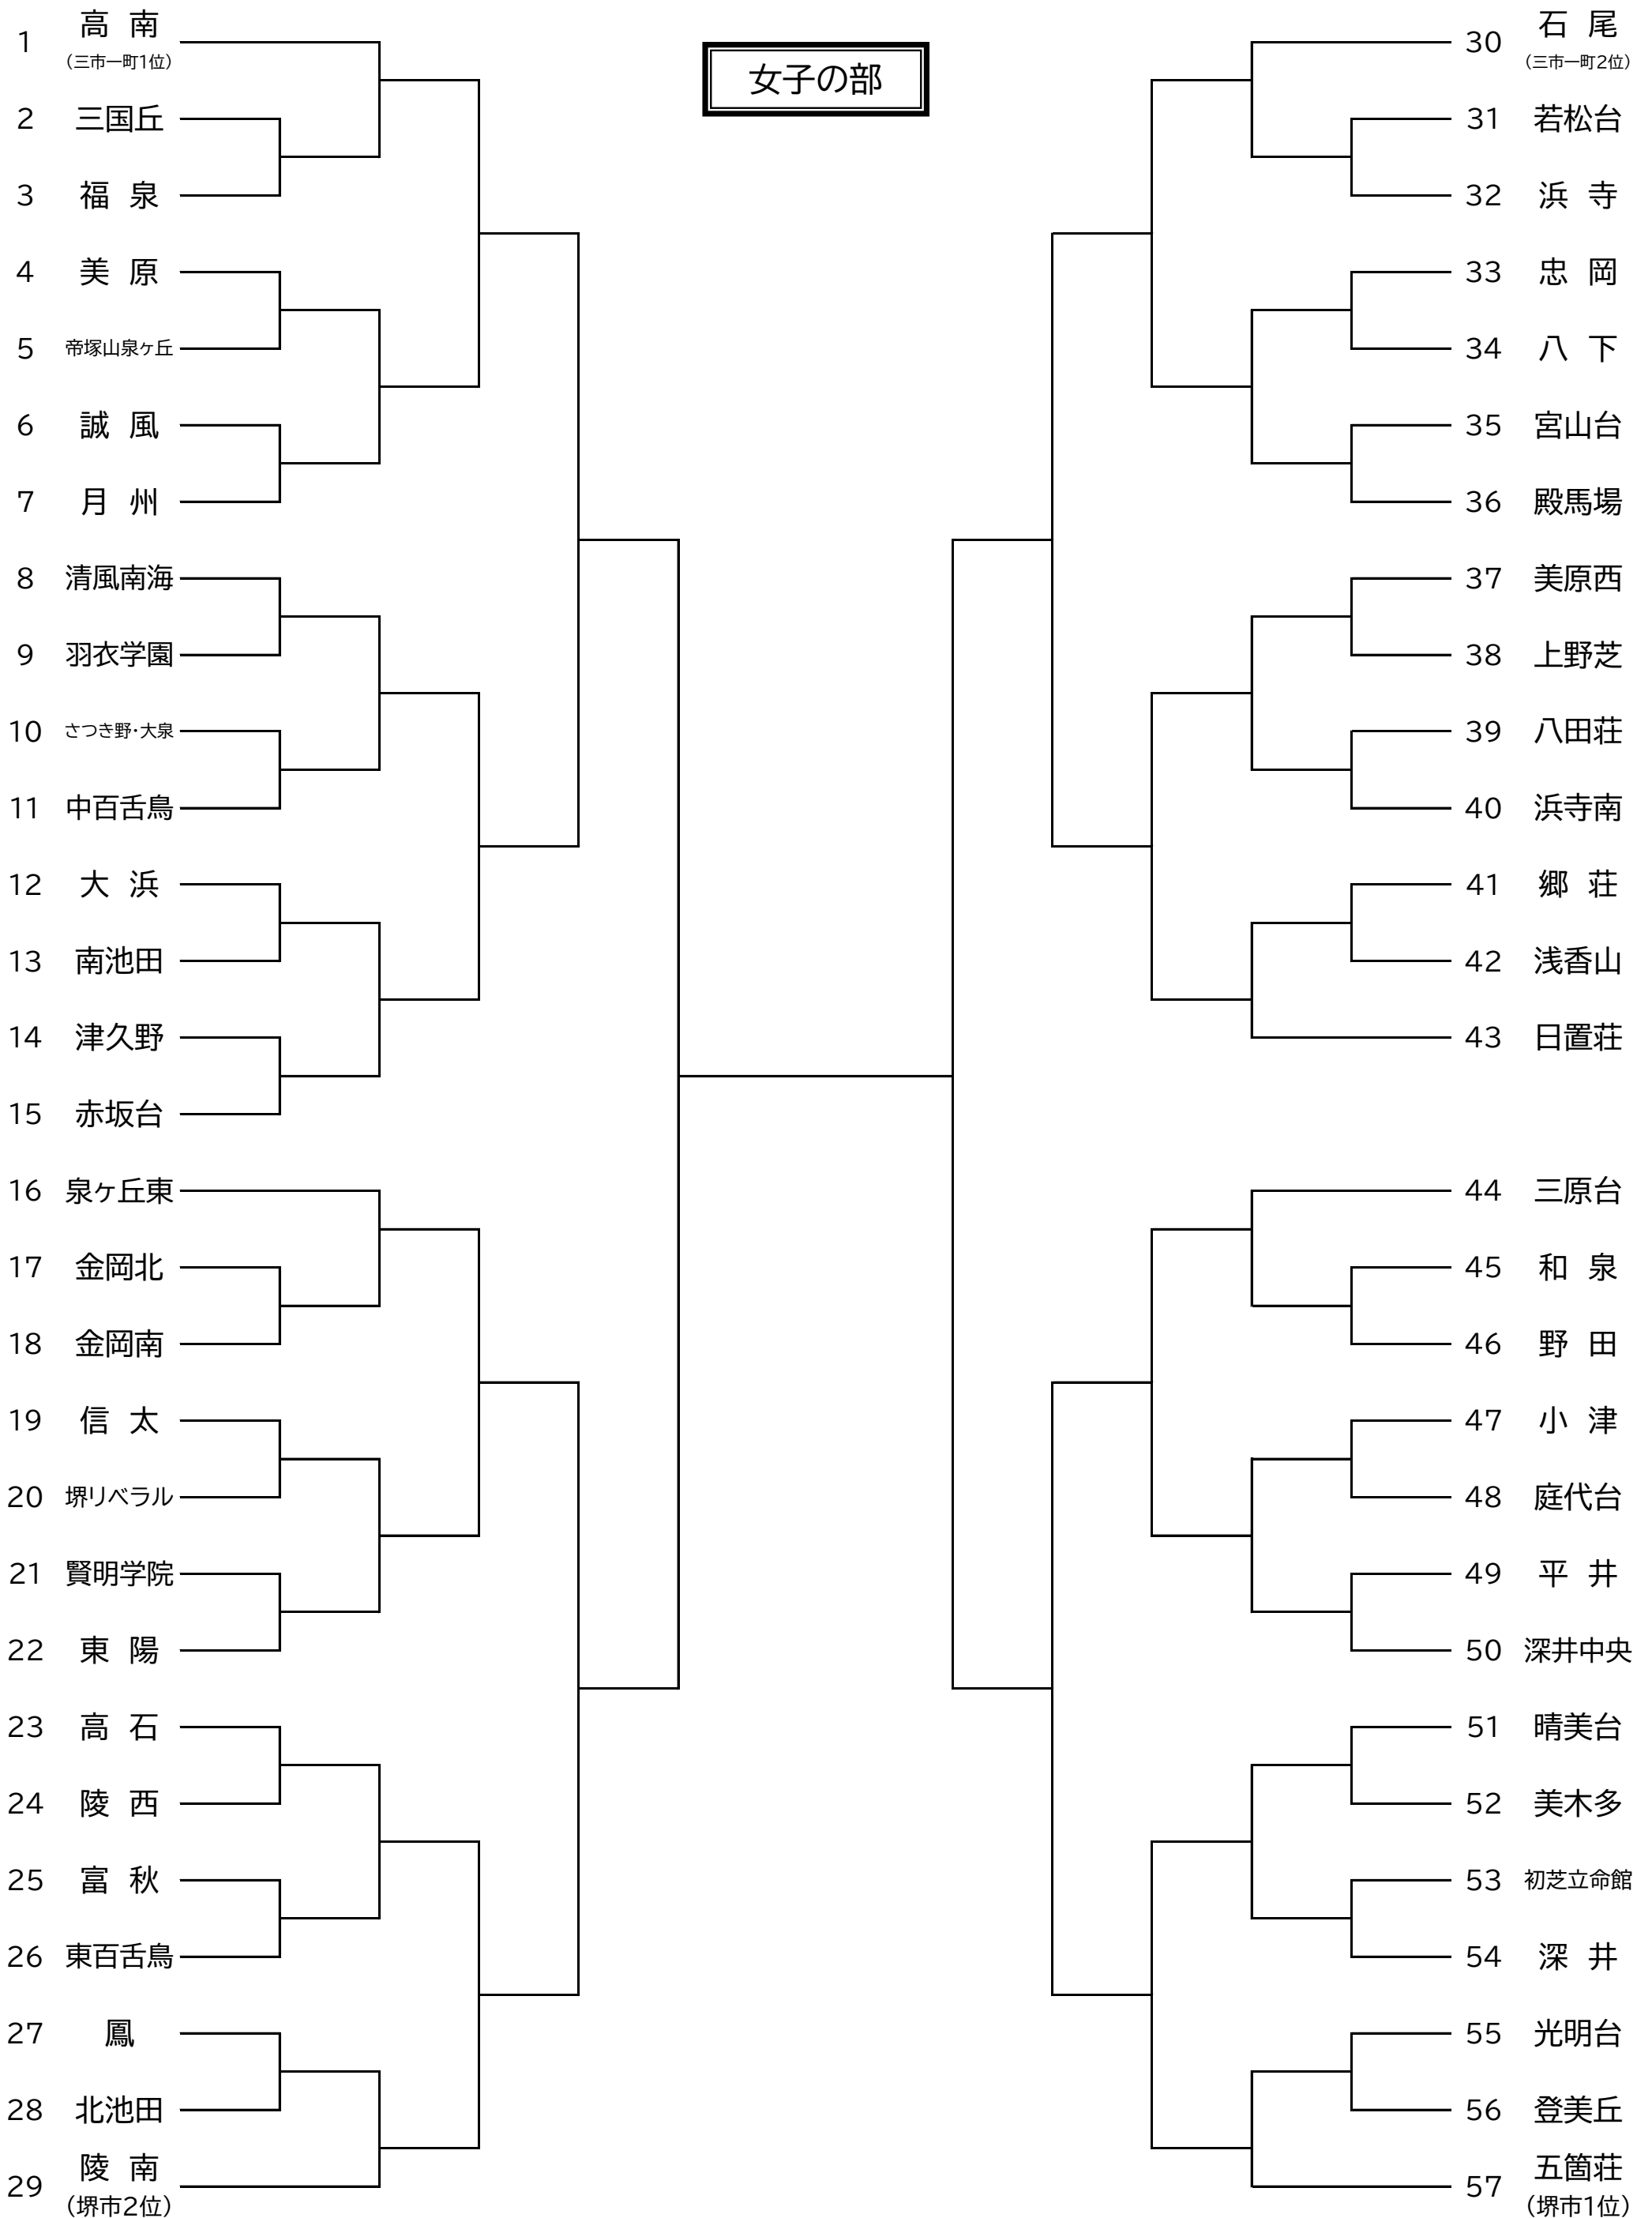 女子の部
1 高 南
(三市一町1位)
2 三国丘
3 福 泉
4 美 原
5 帝塚山泉ヶ丘
6 誠 風
7 月 州
8 清風南海
9 羽衣学園
10 さつき野・大泉
11 中百舌鳥
12 大 浜
13 南池田
14 津久野
15 赤坂台
16 泉ヶ丘東
17 金岡北
18 金岡南
19 信 太
20 堺リベラル
21 賢明学院
22 東 陽
23 高 石
24 陵 西
25 富 秋
26 東百舌鳥
27 鳳
28 北池田
29 陵 南
(堺市2位)
30 石 尾
(三市一町2位)
31 若松台
32 浜 寺
33 忠 岡
34 八 下
35 宮山台
36 殿馬場
37 美原西
38 上野芝
39 八田荘
40 浜寺南
41 郷 荘
42 浅香山
43 日置荘
44 三原台
45 和 泉
46 野 田
47 小 津
48 庭代台
49 平 井
50 深井中央
51 晴美台
52 美木多
53 初芝立命館
54 深 井
55 光明台
56 登美丘
57 五箇荘
(堺市1位)